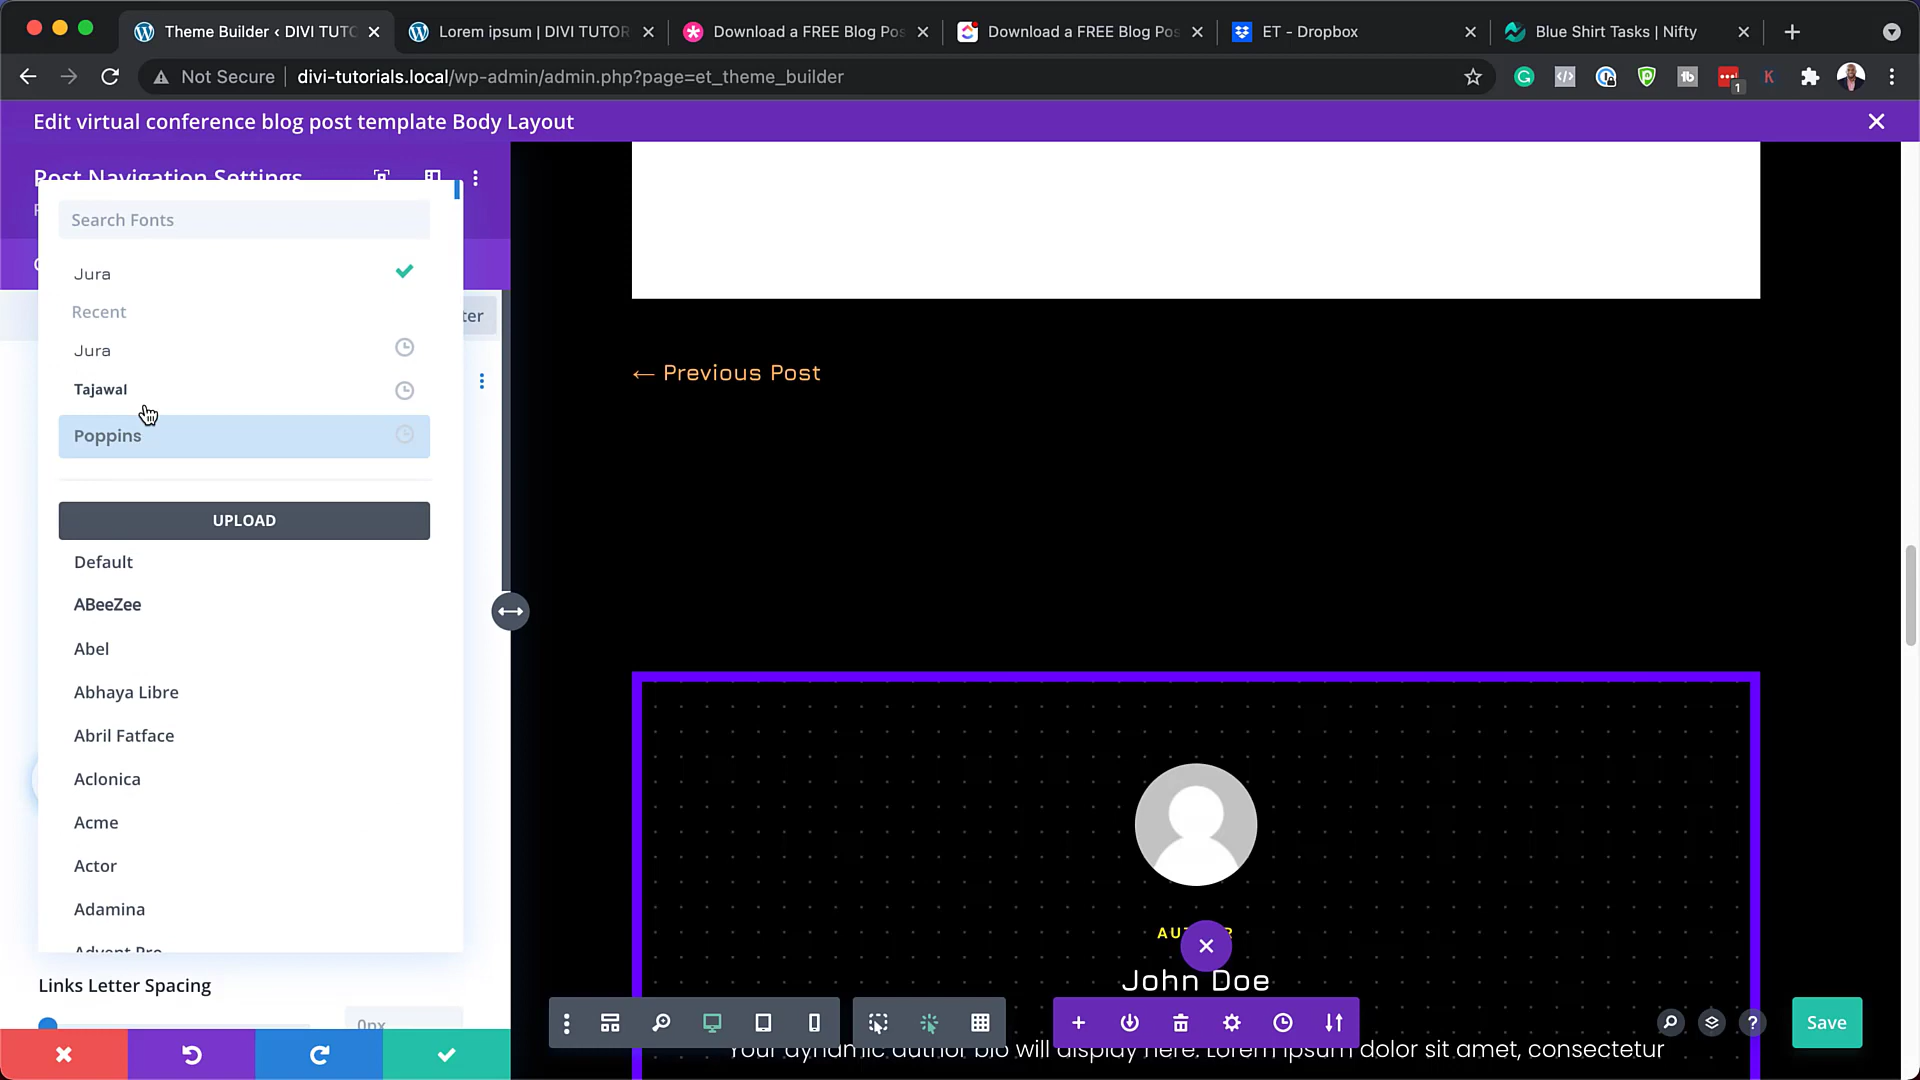 Theme Builder ‹ DIVI TUTO
Lorem ipsum | DIVI TUTOR
Download a FREE Blog Pos
Download a FREE Blog Pos
ET - Dropbox
Blue Shirt Tasks | Nifty
Not Secure
divi-tutorials.local/wp-admin/admin.php?page=et_theme_builder
1
Edit virtual conference blog post template Body Layout
Post Navigation Settings
Search Fonts
Jura
Recent
ter
Jura
Tajawal
Poppins
UPLOAD
Default
ABeeZee
Abel
Abhaya Libre
Abril Fatface
Aclonica
Acme
Actor
Adamina
Advent Pro
Links Letter Spacing
0px
← Previous Post
John Doe
Your dynamic author bio will display here. Lorem ipsum dolor sit amet, consectetur
Save